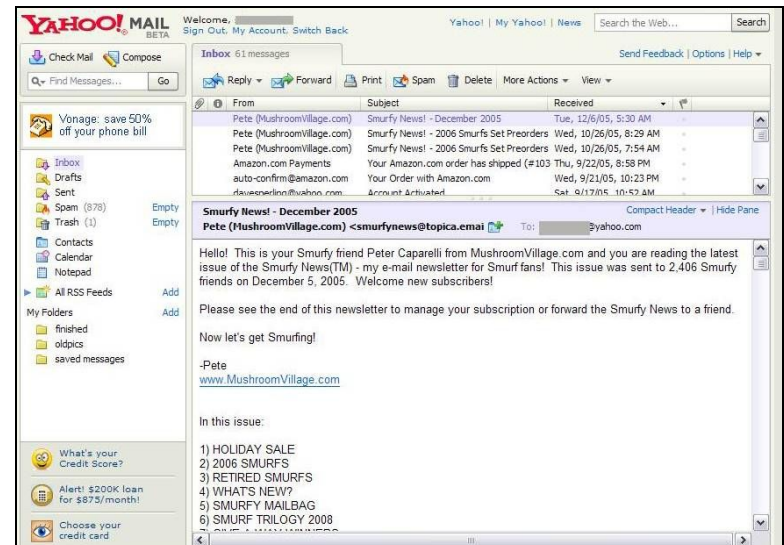 YAHOO! MAIL
BETA
Welcome,
Sign Out, My Account, Switch Back
Yahoo! | My Yahoo! | News
Search the Web...
Search
Check Mail
Compose
Find Messages...
Go
Vonage: save 50%
off your phone bill
Inbox
Drafts
Sent
Spam (878) Empty
Trash (1) Empty
Contacts
Calendar
Notepad
All RSS Feeds Add
My Folders Add
finished
oldpics
saved messages
What's your
Credit Score?
Alert! $200K loan
for $875/month!
Choose your
credit card
Inbox 61 messages
Send Feedback | Options | Help
Reply Forward Print Spam Delete More Actions View
From Subject Received
Pete (MushroomVillage.com) Smurfy News! - December 2005 Tue, 12/6/05, 5:30 AM
Pete (MushroomVillage.com) Smurfy News! - 2006 Smurfs Set Preorders Wed, 10/26/05, 8:29 AM
Pete (MushroomVillage.com) Smurfy News! - 2006 Smurfs Set Preorders Wed, 10/26/05, 7:54 AM
Amazon.com Payments Your Amazon.com order has shipped (#103 Thu, 9/22/05, 8:58 PM
auto-confirm@amazon.com Your Order with Amazon.com Wed, 9/21/05, 10:23 PM
davesperling@yahoo.com Account Activated Sat, 9/17/05, 10:52 AM
Smurfy News! - December 2005
Compact Header | Hide Pane
Pete (MushroomVillage.com) <smurfynews@topica.emai To: @yahoo.com
Hello! This is your Smurfy friend Peter Caparelli from MushroomVillage.com and you are reading the latest
issue of the Smurfy News(TM) - my e-mail newsletter for Smurf fans! This issue was sent to 2,406 Smurfy
friends on December 5, 2005. Welcome new subscribers!
Please see the end of this newsletter to manage your subscription or forward the Smurfy News to a friend.
Now let's get Smurfing!
-Pete
www.MushroomVillage.com
In this issue:
1) HOLIDAY SALE
2) 2006 SMURFS
3) RETIRED SMURFS
4) WHAT'S NEW?
5) SMURFY MAILBAG
6) SMURF TRILOGY 2008